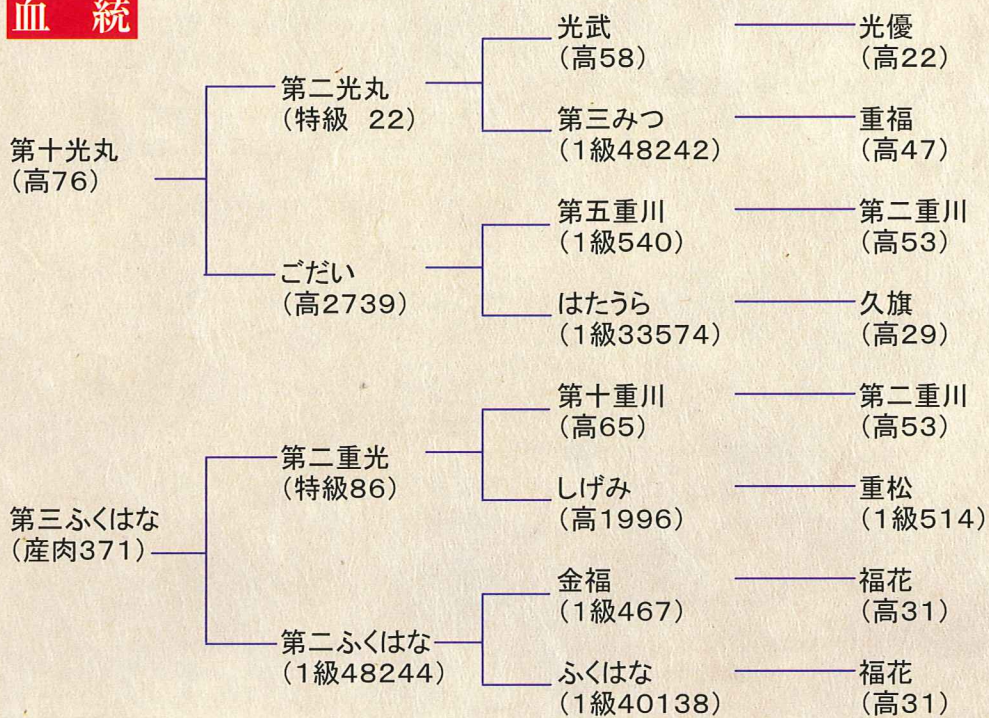 血 統
第十光丸
(高76)
第二光丸
(特級 22)
光武
(高58)
光優
(高22)
第三みつ
(1級48242)
重福
(高47)
ごだい
(高2739)
第五重川
(1級540)
第二重川
(高53)
はたうら
(1級33574)
久旗
(高29)
第三ふくはな
(産肉371)
第二重光
(特級86)
第十重川
(高65)
第二重川
(高53)
しげみ
(高1996)
重松
(1級514)
第二ふくはな
(1級48244)
金福
(1級467)
福花
(高31)
ふくはな
(1級40138)
福花
(高31)